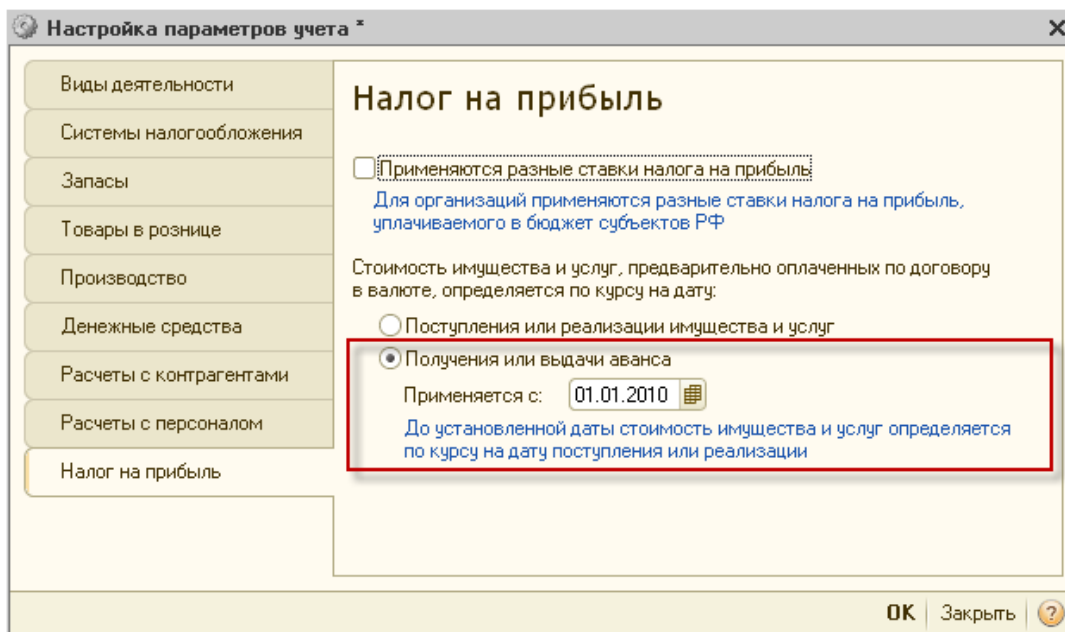 Настройка параметров учета *
Виды деятельности
Системы налогообложения
Запасы
Товары в рознице
Производство
Денежные средства
Расчеты с контрагентами
Расчеты с персоналом
Налог на прибыль
Налог на прибыль
Применяются разные ставки налога на прибыль
Для организаций применяются разные ставки налога на прибыль,
уплачиваемого в бюджет субъектов РФ
Стоимость имущества и услуг, предварительно оплаченных по договору
в валюте, определяется по курсу на дату:
Поступления или реализации имущества и услуг
Получения или выдачи аванса
Применяется с: 01.01.2010
До установленной даты стоимость имущества и услуг определяется
по курсу на дату поступления или реализации
OK Закрыть ?